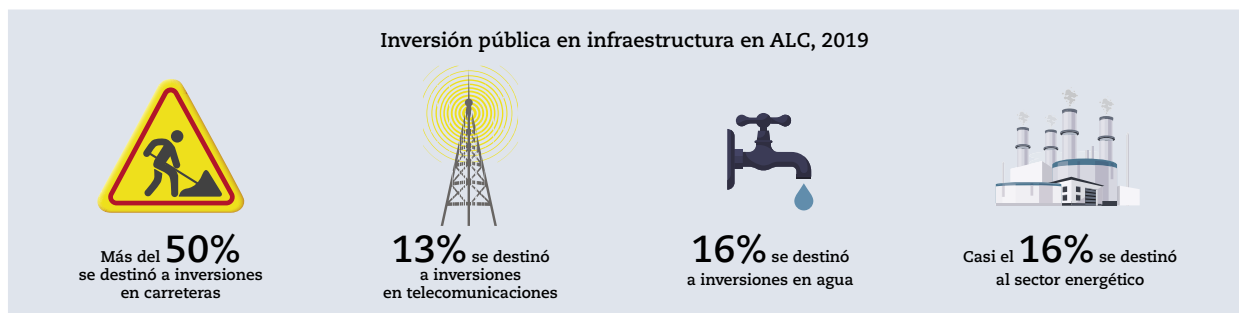 Inversión pública en infraestructura en ALC, 2019
Más del 50%
se destinó a inversiones
en carreteras
13% se destinó
a inversiones
en telecomunicaciones
16% se destinó
a inversiones en agua
Casi el 16% se destinó
al sector energético